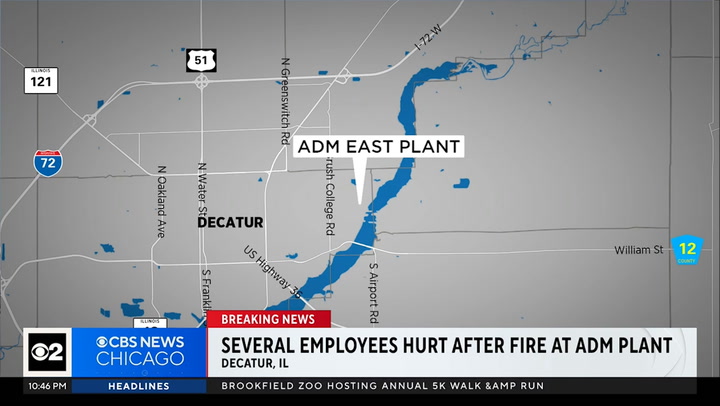 I-72-W
51
ILLINOIS
121
N Greenswitch Rd
ADM EAST PLANT
72
N Oakland Ave
N Water St
rush College Rd
DECATUR
William St
12
COUNTY
US Highway 36
S Franklin
S Airport Rd
ILLINOIS
BREAKING NEWS
2
CBS NEWS
CHICAGO
SEVERAL EMPLOYEES HURT AFTER FIRE AT ADM PLANT
DECATUR, IL
10:46 PM
HEADLINES
BROOKFIELD ZOO HOSTING ANNUAL 5K WALK &AMP RUN